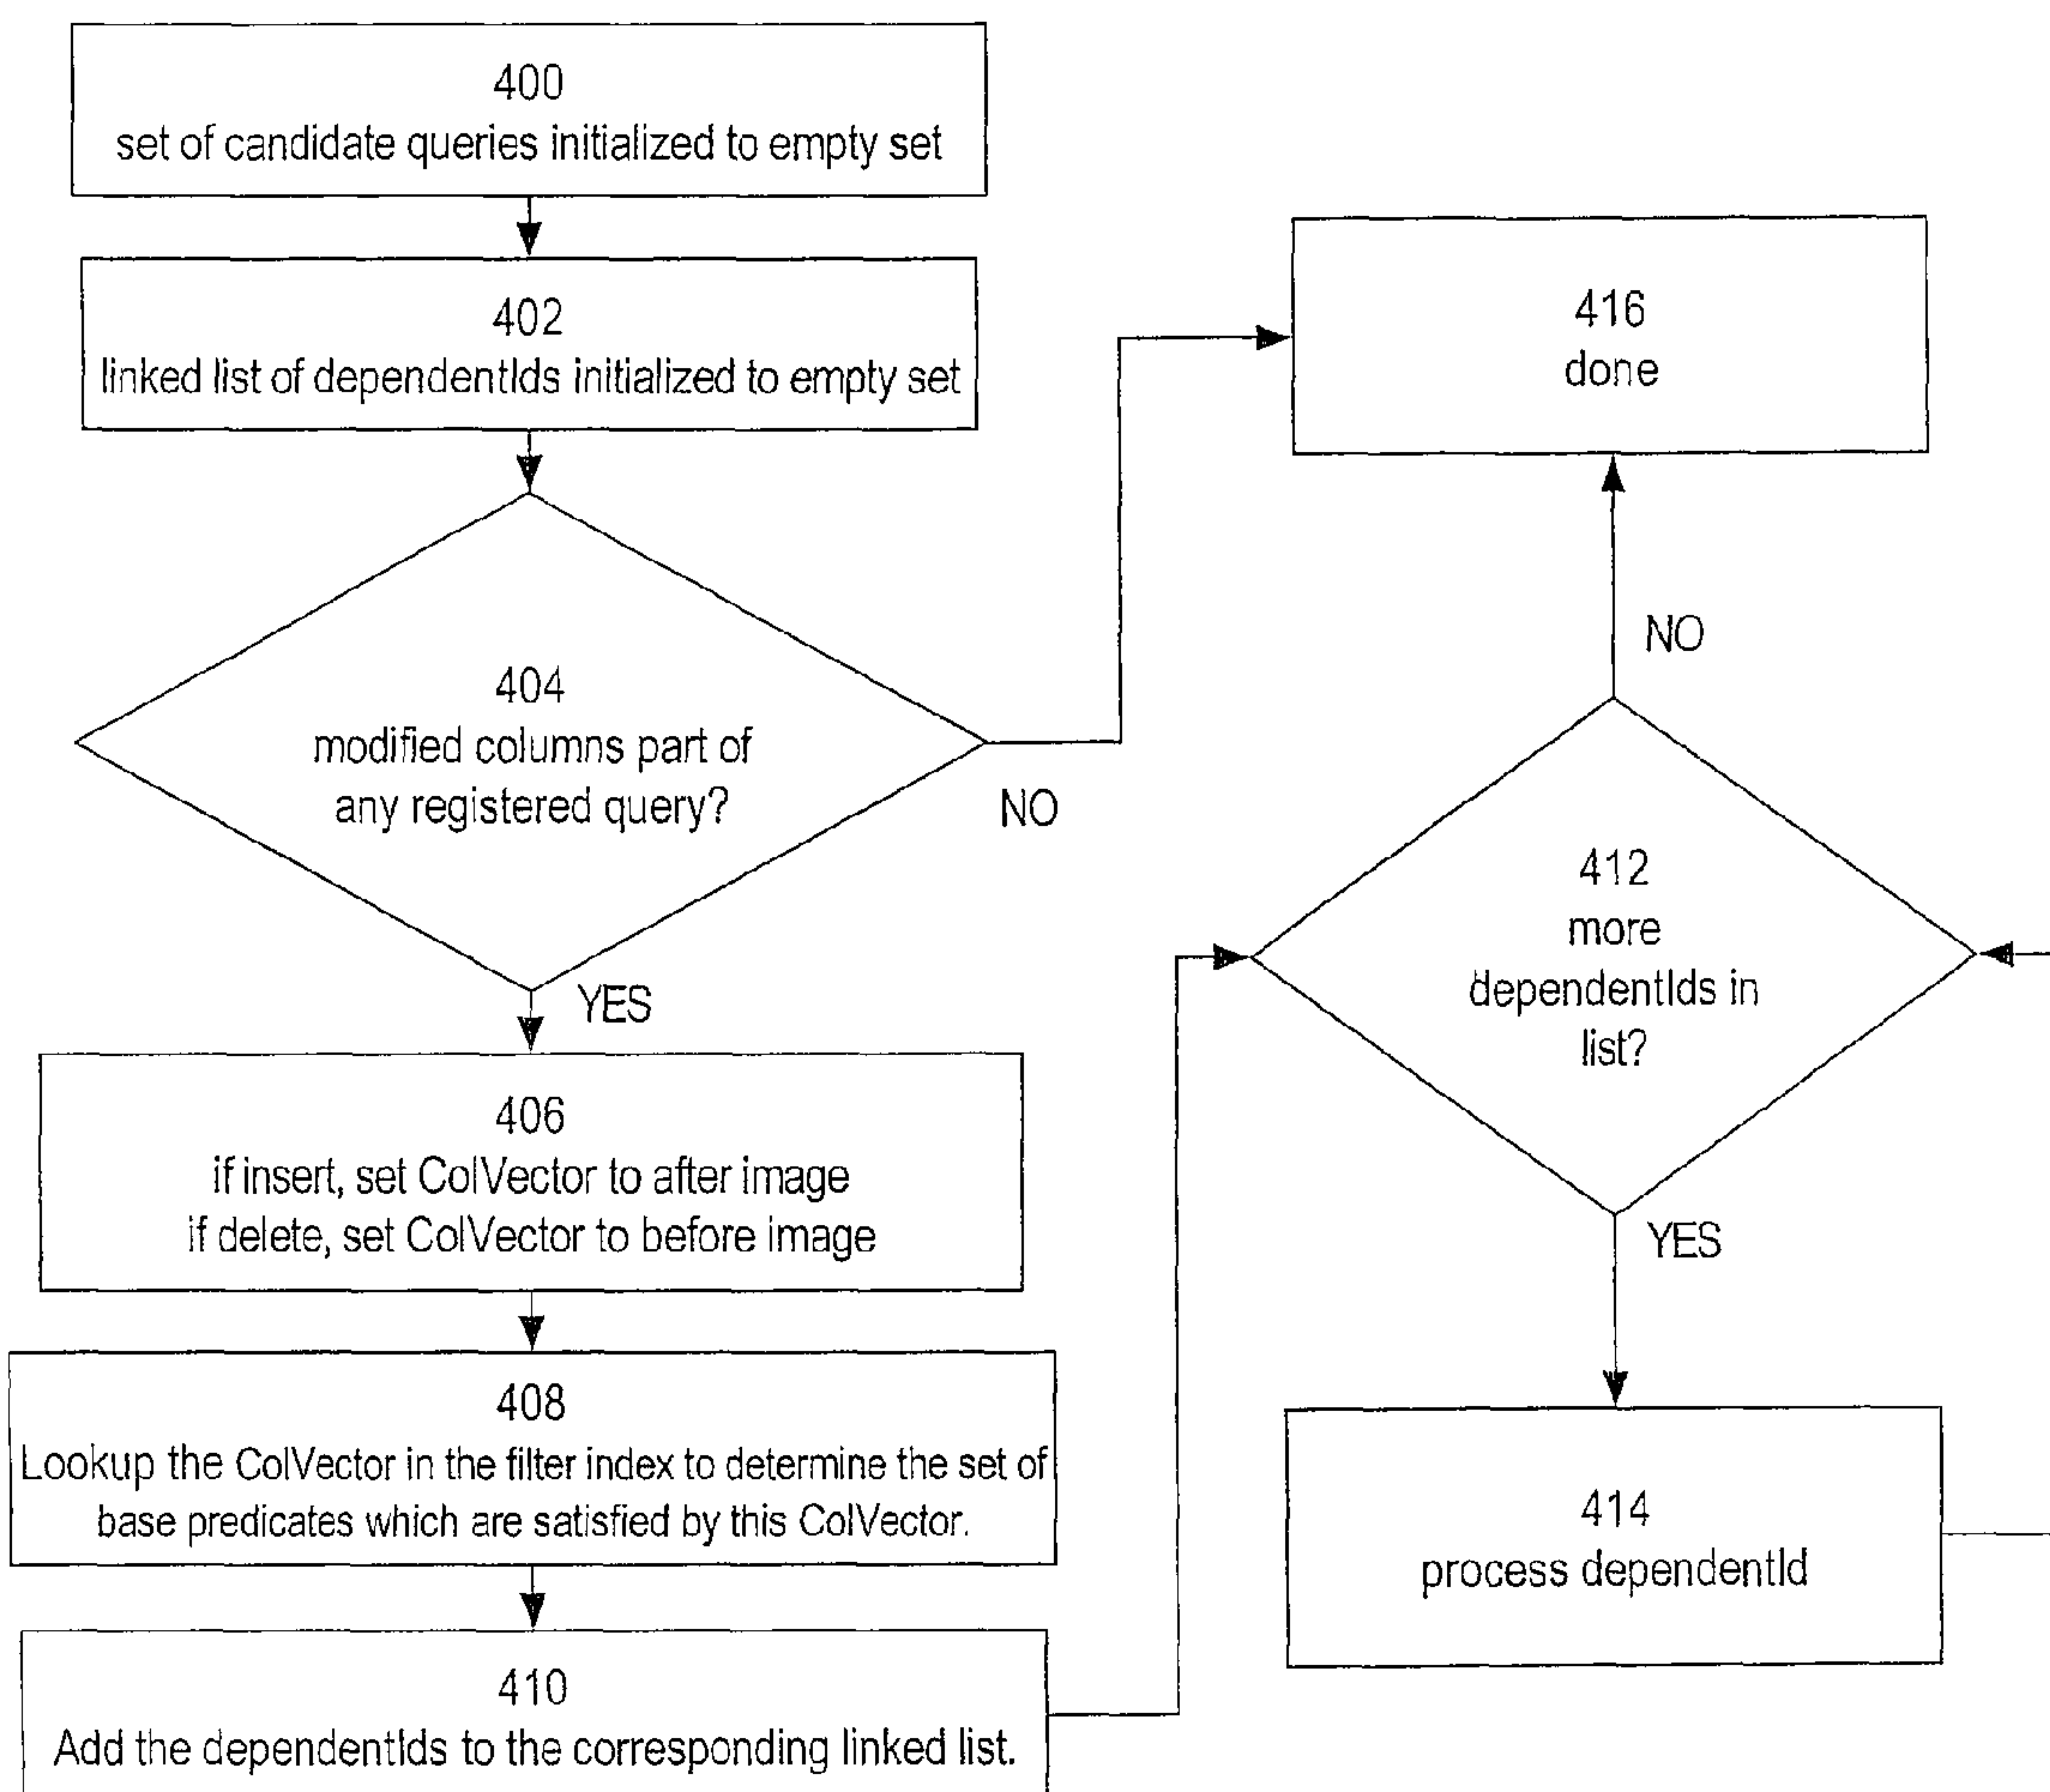 400
set of candidate queries initialized to empty set
402
linked list of dependentIds initialized to empty set
404
modified columns part of
any registered query?
NO
YES
406
if insert, set ColVector to after image
if delete, set ColVector to before image
408
Lookup the ColVector in the filter index to determine the set of
base predicates which are satisfied by this ColVector.
410
Add the dependentIds to the corresponding linked list.
416
done
NO
412
more
dependentIds in
list?
YES
414
process dependentId